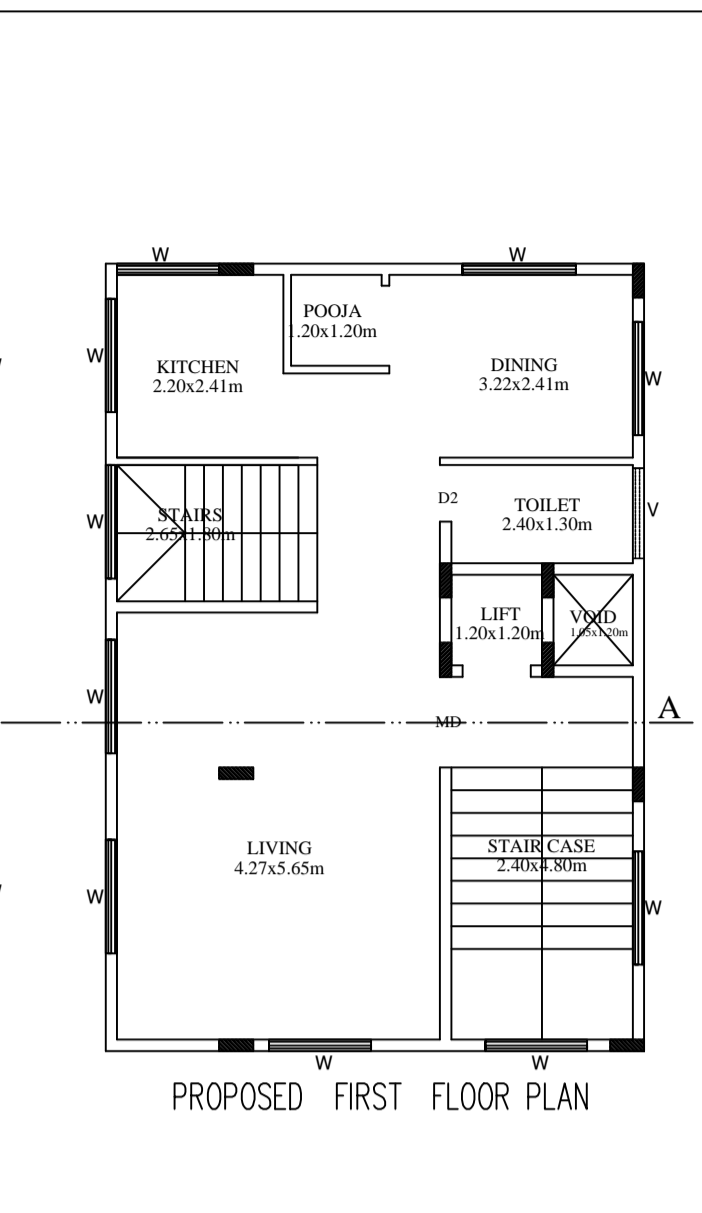 W
W
POOJA
1.20x1.20m
W
KITCHEN
2.20x2.41m
DINING
3.22x2.41m
W
W
STAIRS
2.65x1.80m
D2
TOILET
2.40x1.30m
V
LIFT
1.20x1.20m
VOID
1.05x1.20m
W
MD
A
LIVING
4.27x5.65m
STAIR CASE
2.40x4.80m
W
W
W
W
PROPOSED FIRST FLOOR PLAN